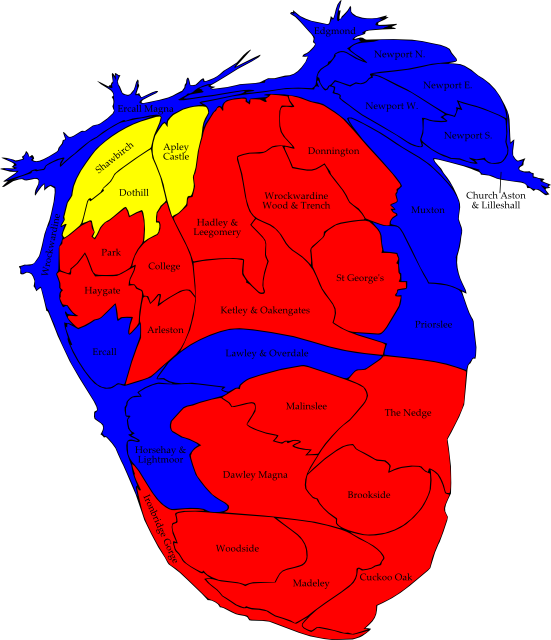 Edgmond
Newport N.
Newport E.
Newport W.
Newport S.
Ercall Magna
Church Aston
& Lilleshall
Apley
Castle
Shawbirch
Donnington
Dothill
Wrockwardine
Wood & Trench
Muxton
Hadley &
Leegomery
Wrockwardine
Park
College
St George's
Haygate
Ketley & Oakengates
Priorslee
Arleston
Ercall
Lawley & Overdale
Malinslee
The Nedge
Horsehay &
Lightmoor
Dawley Magna
Brookside
Ironbridge Gorge
Woodside
Madeley
Cuckoo Oak